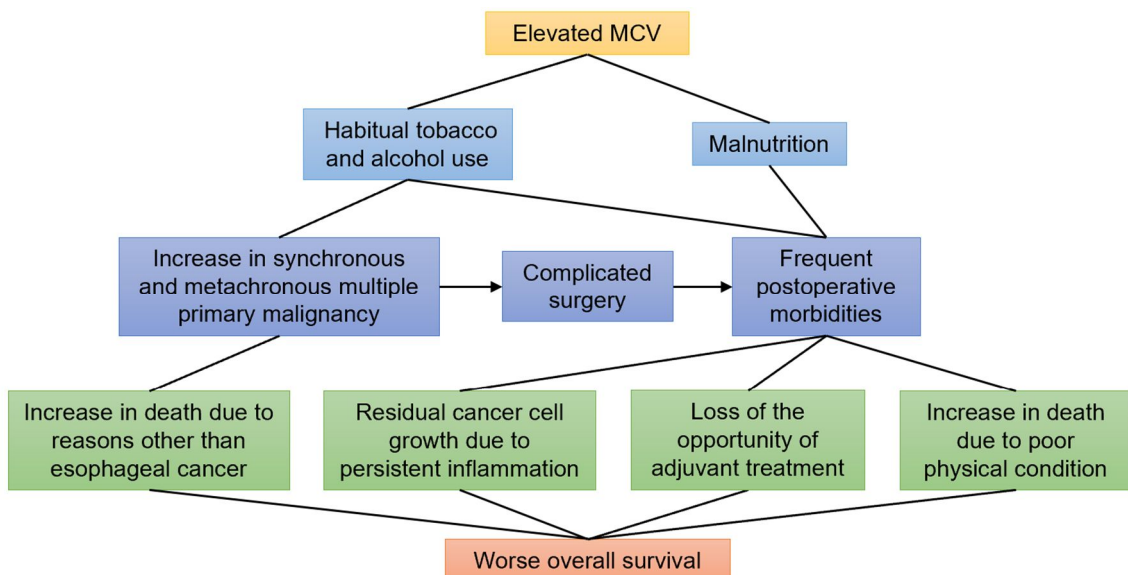 Elevated MCV
Habitual tobacco
and alcohol use
Malnutrition
Increase in synchronous
and metachronous multiple
primary malignancy
Complicated
surgery
Frequent
postoperative
morbidities
Increase in death due to
reasons other than
esophageal cancer
Residual cancer cell
growth due to
persistent inflammation
Loss of the
opportunity of
adjuvant treatment
Increase in death
due to poor
physical condition
Worse overall survival